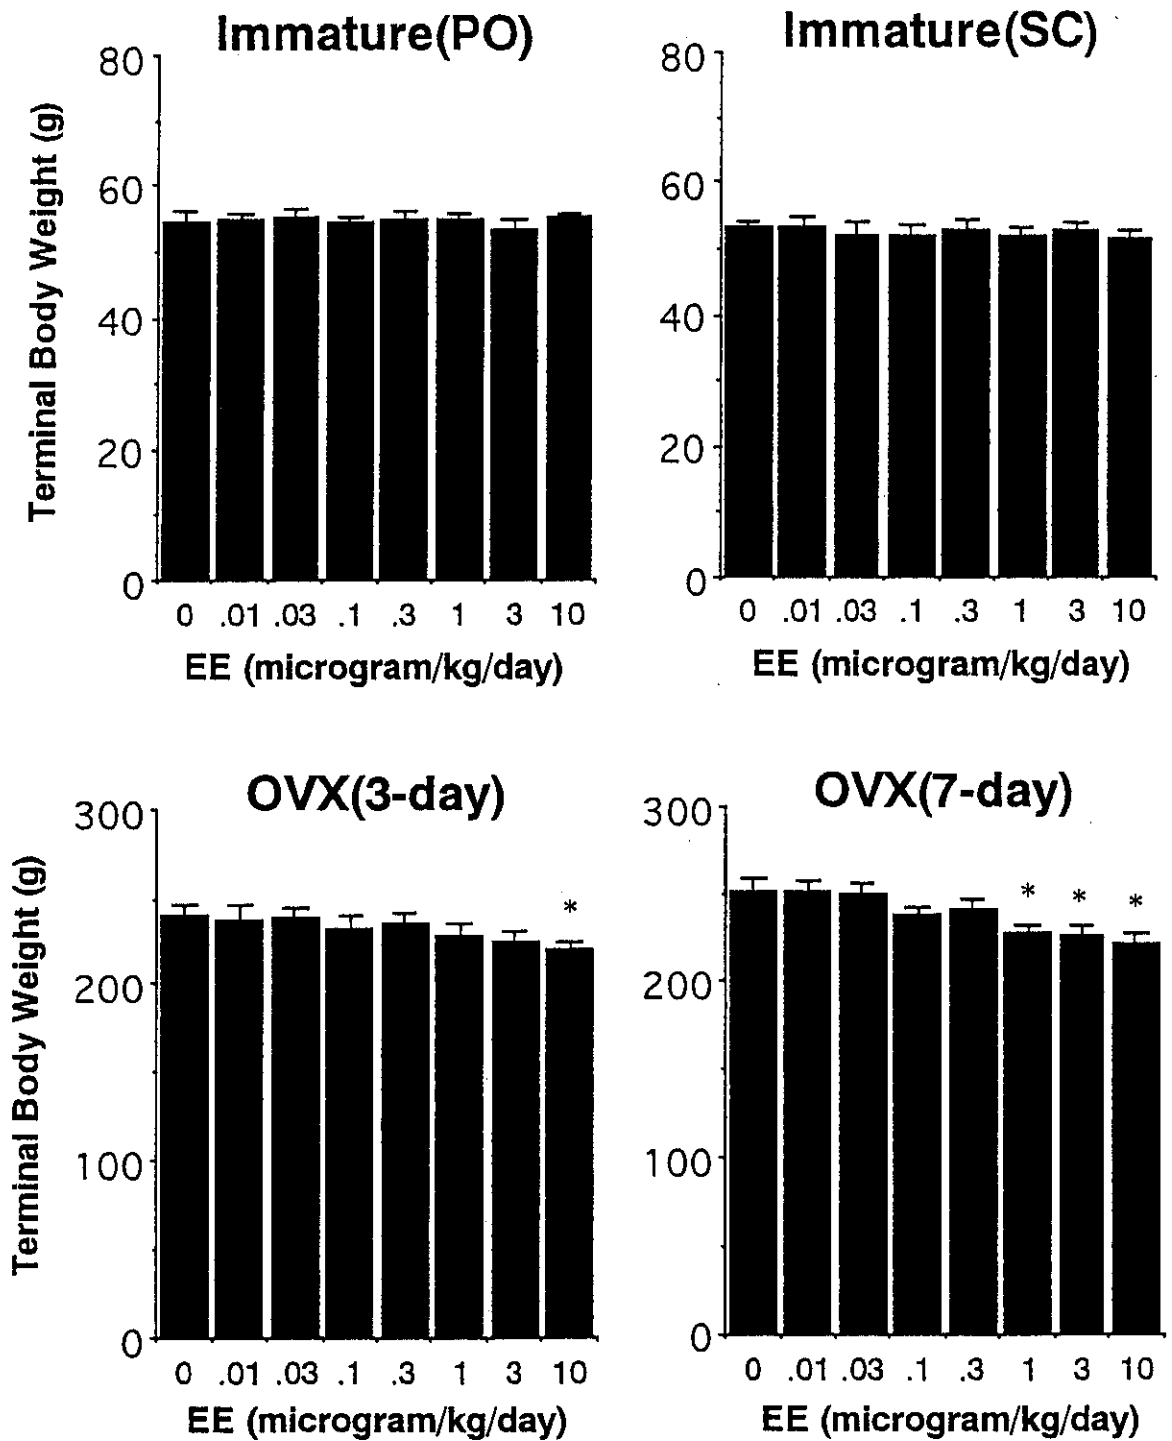 Immature(PO)
Terminal Body Weight (g)
80
60
40
20
0
0 .01 .03 .1 .3 1 3 10
EE (microgram/kg/day)
Immature(SC)
80
60
40
20
0
0 .01 .03 .1 .3 1 3 10
EE (microgram/kg/day)
OVX(3-day)
Terminal Body Weight (g)
300
200
100
0
*
0 .01 .03 .1 .3 1 3 10
EE (microgram/kg/day)
OVX(7-day)
300
200
100
0
* * *
0 .01 .03 .1 .3 1 3 10
EE (microgram/kg/day)